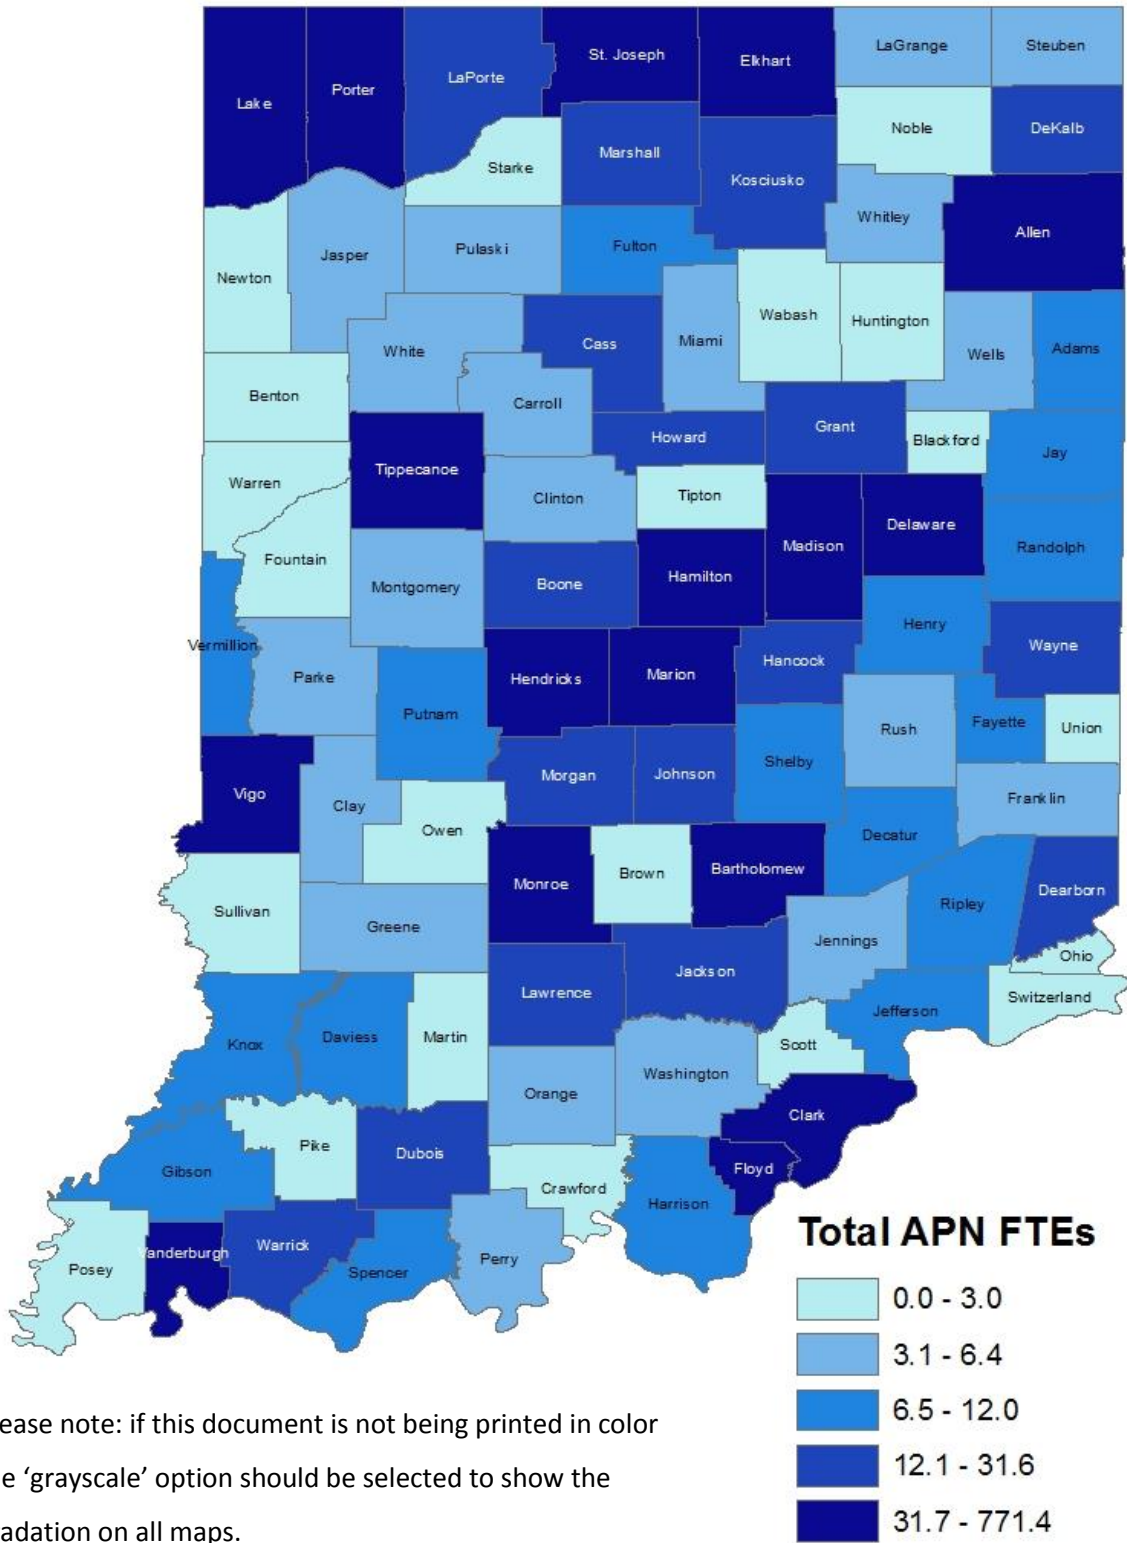 St. Joseph
LaGrange
Steuben
Elkhart
LaPorte
Porter
Lake
Noble
DeKalb
Marshall
Starke
Kosciusko
Whitley
Allen
Fulton
Pulaski
Jasper
Newton
Wabash
Huntington
Miami
Cass
White
Wells
Adams
Benton
Carroll
Howard
Grant
Blackford
Jay
Tippecanoe
Warren
Clinton
Tipton
Delaware
Madison
Randolph
Fountain
Montgomery
Boone
Hamilton
Henry
Wayne
Vermillion
Parke
Hendricks
Marion
Hancock
Putnam
Rush
Fayette
Union
Shelby
Morgan
Johnson
Vigo
Clay
Franklin
Owen
Decatur
Brown
Bartholomew
Monroe
Dearborn
Ripley
Sullivan
Greene
Jennings
Ohio
Jackson
Lawrence
Switzerland
Jefferson
Knox
Daviess
Martin
Scott
Washington
Orange
Clark
Pike
Dubois
Floyd
Gibson
Crawford
Harrison
Vanderburgh
Warrick
Perry
Posey
Spencer
Total APN FTEs
0.0 - 3.0
3.1 - 6.4
6.5 - 12.0
12.1 - 31.6
31.7 - 771.4
ease note: if this document is not being printed in color
e ‘grayscale’ option should be selected to show the
adation on all maps.